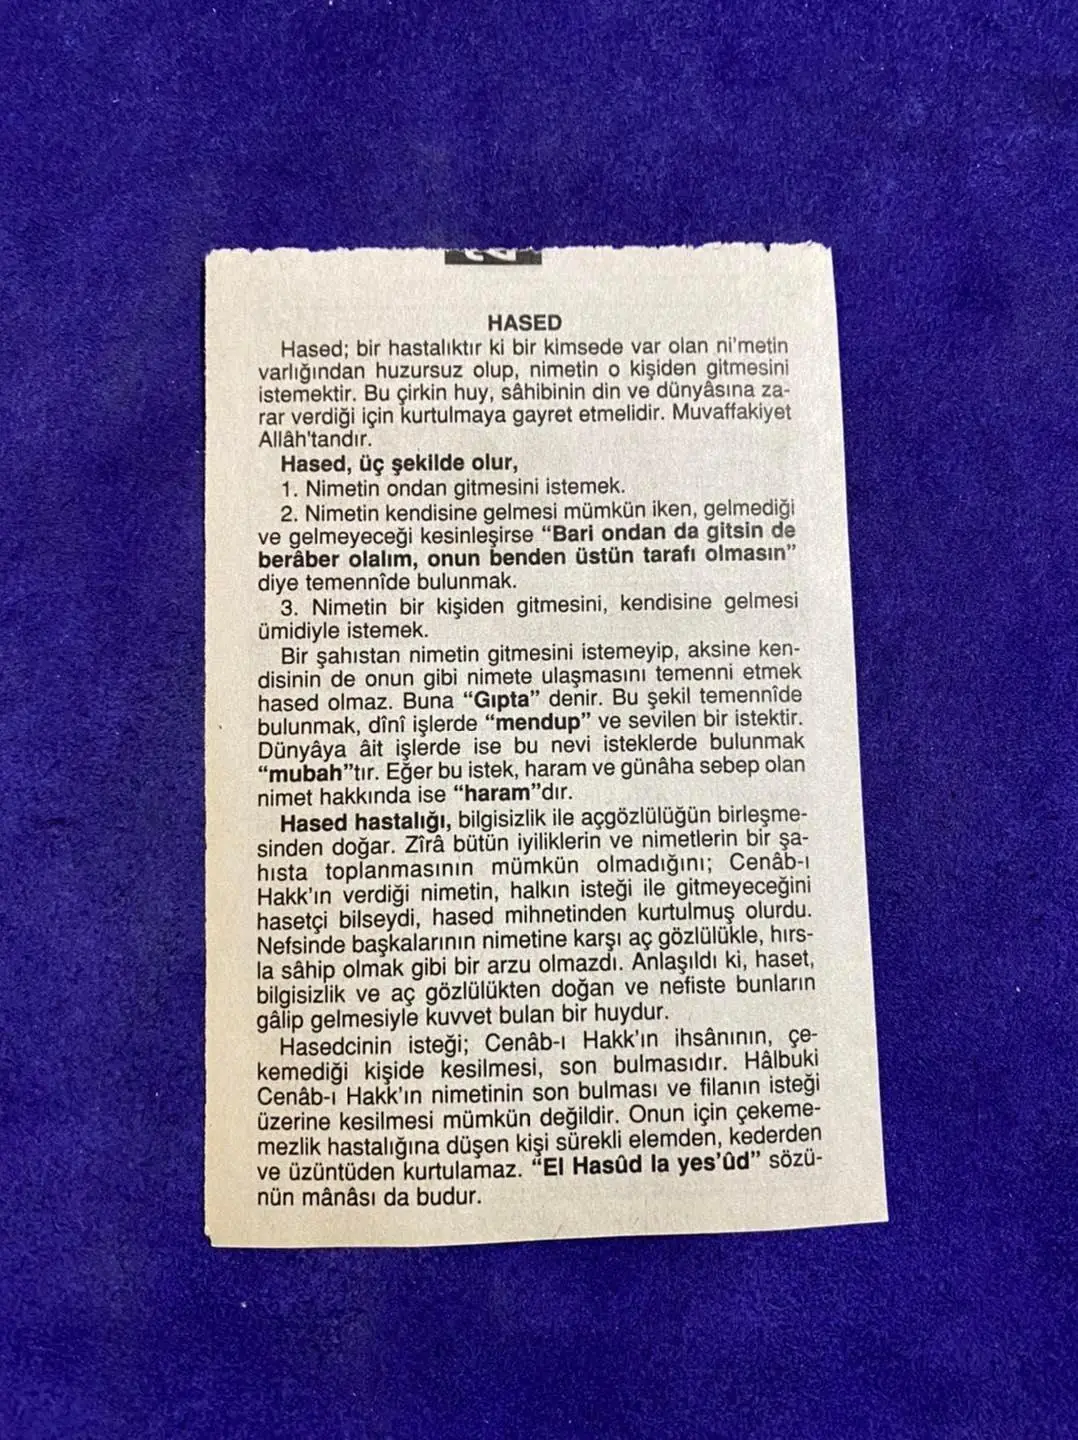 HASED
Hased; bir hastalıktır ki bir kimsede var olan ni'metin
varlığından huzursuz olup, nimetin o kişiden gitmesini
istemektir. Bu çirkin huy, sâhibinin din ve dünyâsına za-
rar verdiği için kurtulmaya gayret etmelidir. Muvaffakiyet
Allâh'tandır.
Hased, üç şekilde olur,
1. Nimetin ondan gitmesini istemek.
2. Nimetin kendisine gelmesi mümkün iken, gelmediği
ve gelmeyeceği kesinleşirse “Bari ondan da gitsin de
berâber olalım, onun benden üstün tarafı olmasın”
diye temennîde bulunmak.
3. Nimetin bir kişiden gitmesini, kendisine gelmesi
ümidiyle istemek.
Bir şahıstan nimetin gitmesini istemeyip, aksine ken-
disinin de onun gibi nimete ulaşmasını temenni etmek
hased olmaz. Buna “Gıpta” denir. Bu şekil temennîde
bulunmak, dînî işlerde “mendup” ve sevilen bir istektir.
Dünyâya âit işlerde ise bu nevi isteklerde bulunmak
“mubah”tır. Eğer bu istek, haram ve günâha sebep olan
nimet hakkında ise “haram”dır.
Hased hastalığı, bilgisizlik ile açgözlülüğün birleşme-
sinden doğar. Zîrâ bütün iyiliklerin ve nimetlerin bir şa-
hısta toplanmasının mümkün olmadığını; Cenâb-ı
Hakk'ın verdiği nimetin, halkın isteği ile gitmeyeceğini
hasetçi bilseydi, hased mihnetinden kurtulmuş olurdu.
Nefsinde başkalarının nimetine karşı aç gözlülükle, hırs-
la sâhip olmak gibi bir arzu olmazdı. Anlaşıldı ki, haset,
bilgisizlik ve aç gözlülükten doğan ve nefiste bunların
gâlip gelmesiyle kuvvet bulan bir huydur.
Hasedcinin isteği; Cenâb-ı Hakk'ın ihsânının, çe-
kemediği kişide kesilmesi, son bulmasıdır. Hâlbuki
Cenâb-ı Hakk'ın nimetinin son bulması ve filanın isteği
üzerine kesilmesi mümkün değildir. Onun için çekeme-
mezlik hastalığına düşen kişi sürekli elemden, kederden
ve üzüntüden kurtulamaz. “El Hasûd la yes’ûd” sözü-
nün mânâsı da budur.